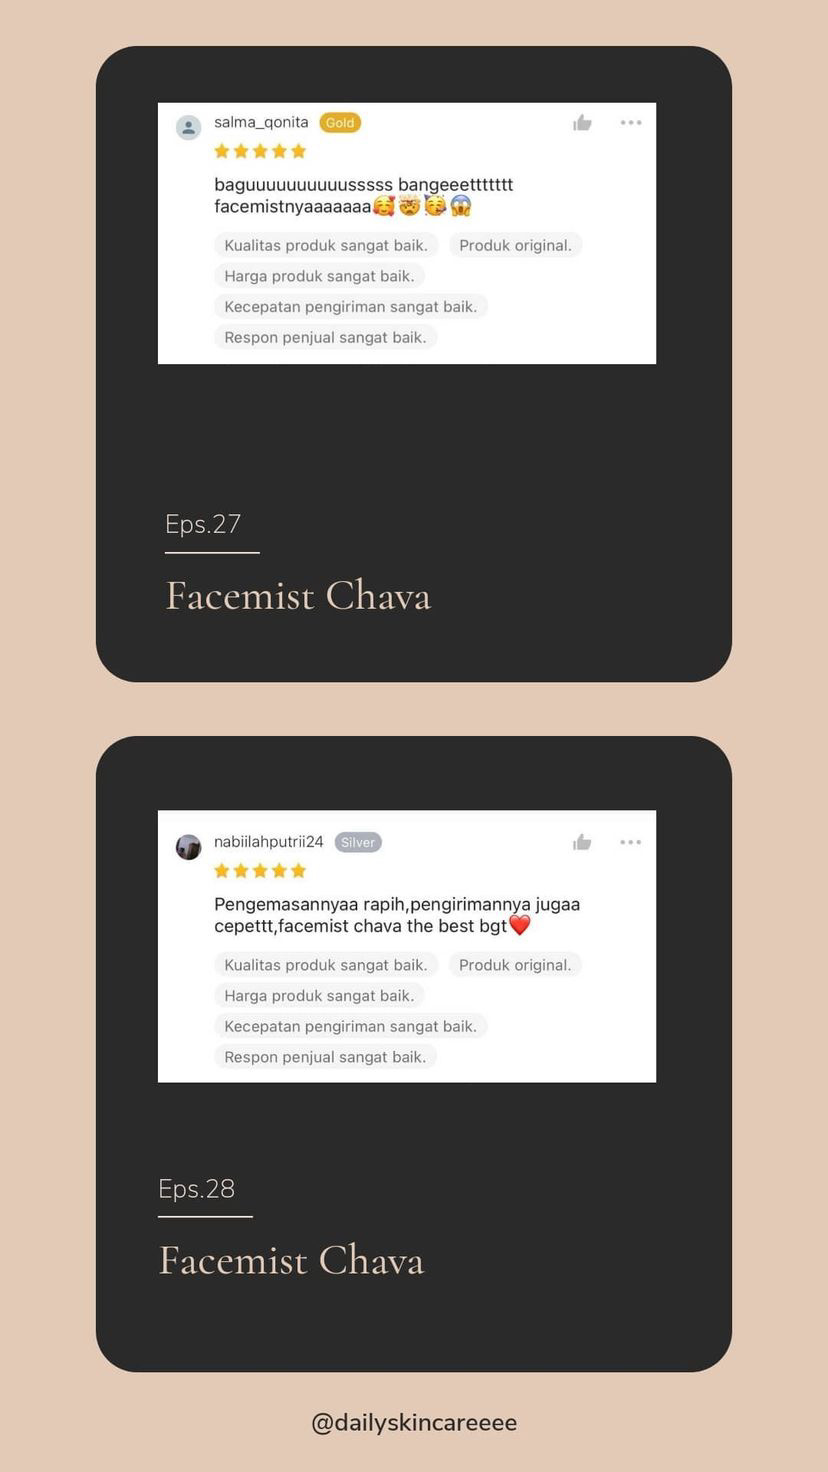 salma_qonita Gold
baguuuuuuuuuusssss bangeeettttttt
facemistnyaaaaaaa🥰🤯🥳😱
Kualitas produk sangat baik. Produk original.
Harga produk sangat baik.
Kecepatan pengiriman sangat baik.
Respon penjual sangat baik.
Eps.27
Facemist Chava
nabiilahputrii24 Silver
Pengemasannyaa rapih,pengirimannya jugaa
cepettt,facemist chava the best bgt❤️
Kualitas produk sangat baik. Produk original.
Harga produk sangat baik.
Kecepatan pengiriman sangat baik.
Respon penjual sangat baik.
Eps.28
Facemist Chava
@dailyskincareeee